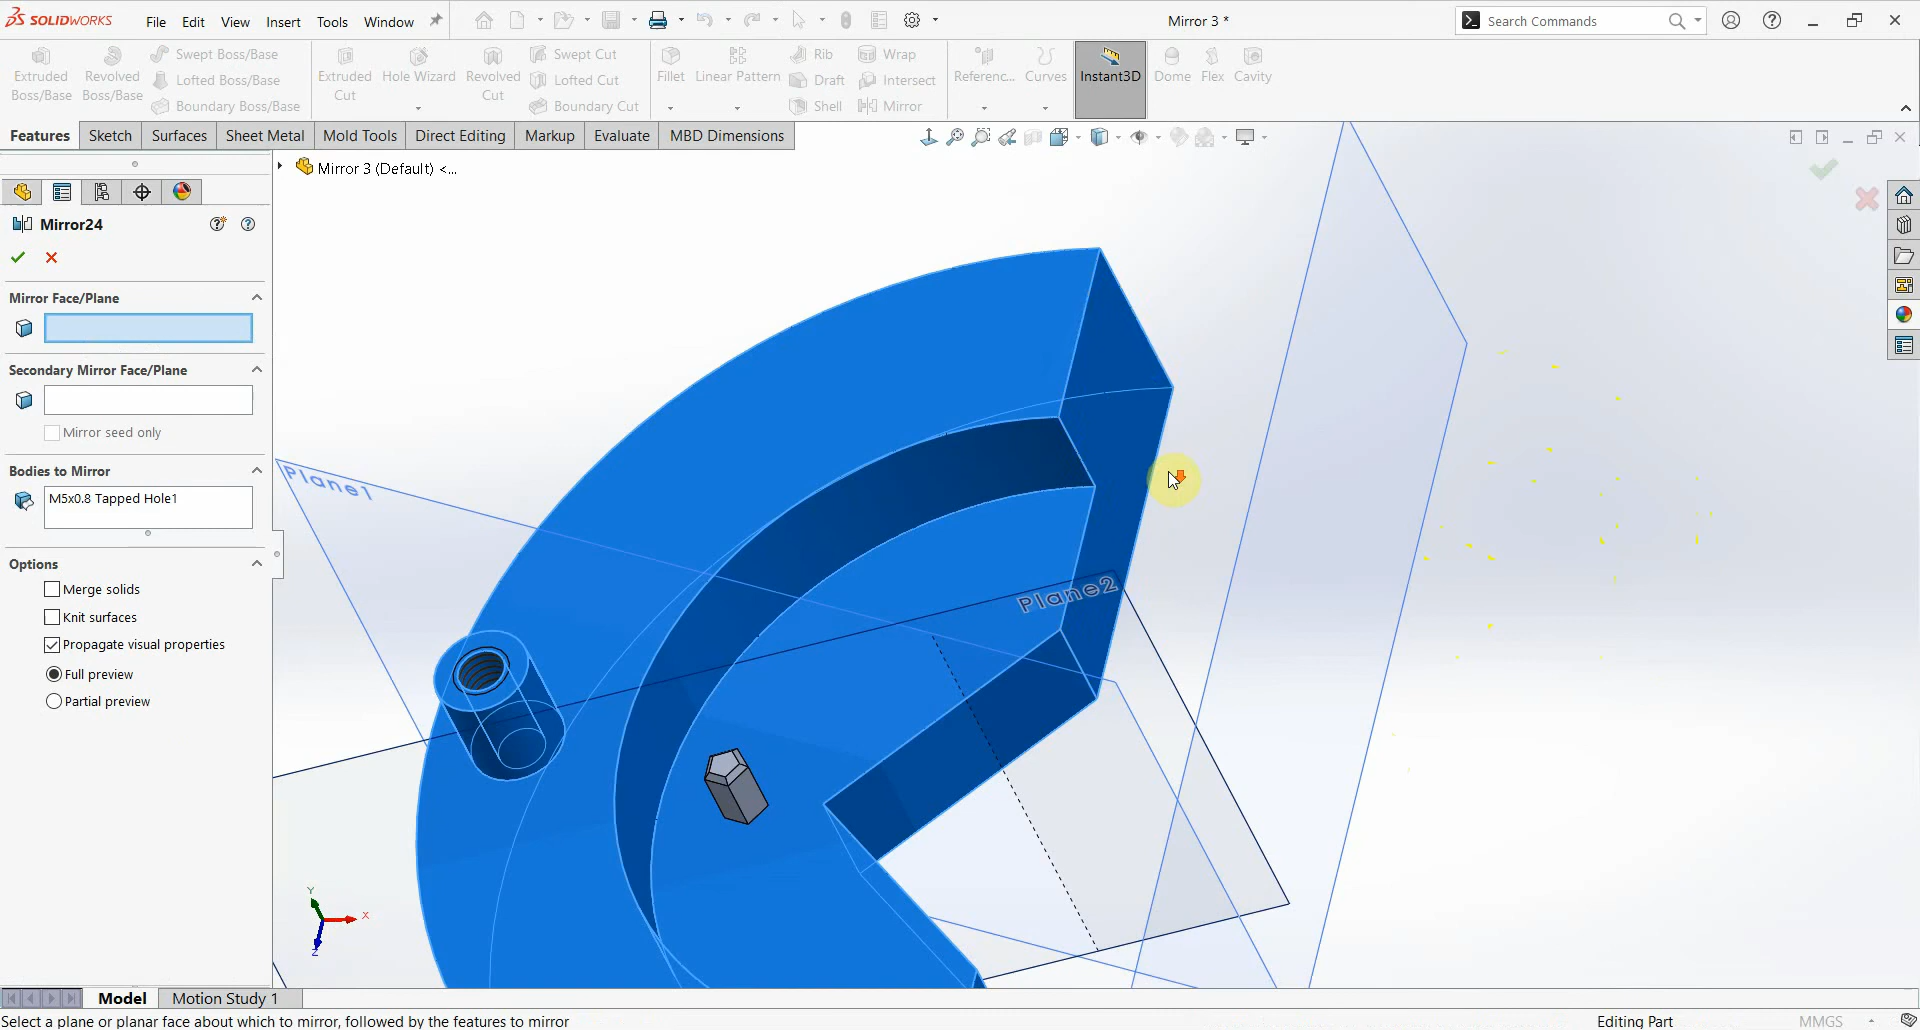 SOLIDWORKS File Edit View Insert Tools Window Mirror 3 * Search Commands
Extruded Boss/Base
Revolved Boss/Base
Swept Boss/Base
Lofted Boss/Base
Boundary Boss/Base
Extruded Cut
Hole Wizard
Revolved Cut
Swept Cut
Lofted Cut
Boundary Cut
Fillet
Linear Pattern
Rib
Draft
Shell
Wrap
Intersect
Mirror
Referenc...
Curves
Instant3D
Dome
Flex
Cavity
Features Sketch Surfaces Sheet Metal Mold Tools Direct Editing Markup Evaluate MBD Dimensions
Mirror 3 (Default) <...
Mirror24
Mirror Face/Plane
Secondary Mirror Face/Plane
Mirror seed only
Bodies to Mirror
M5x0.8 Tapped Hole1
Options
Merge solids
Knit surfaces
Propagate visual properties
Full preview
Partial preview
Plane1
Plane2
Y
X
Z
Model Motion Study 1
Select a plane or planar face about which to mirror, followed by the features to mirror
Editing Part MMGS